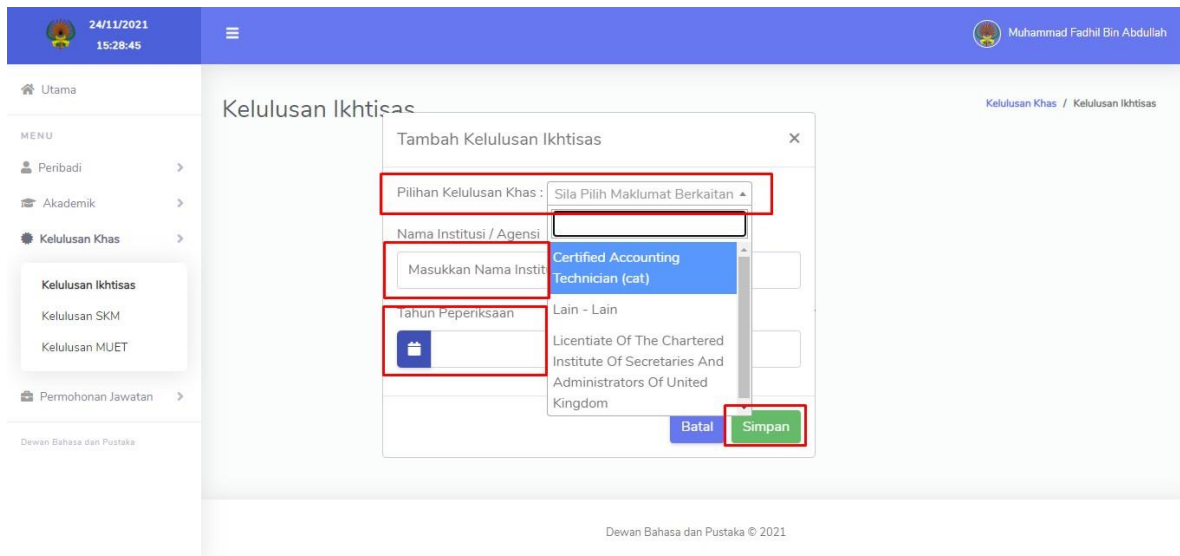 24/11/2021
15:28:45
Muhammad Fadhil Bin Abdullah
Utama
MENU
Peribadi
Akademik
Kelulusan Khas
Kelulusan Ikhtisas
Kelulusan SKM
Kelulusan MUET
Permohonan Jawatan
Dewan Bahasa dan Pustaka
Kelulusan Ikhtisas
Kelulusan Khas / Kelulusan Ikhtisas
Tambah Kelulusan Ikhtisas
Pilihan Kelulusan Khas : Sila Pilih Maklumat Berkaitan
Nama Institusi / Agensi
Masukkan Nama
Certified Accounting
Technician (cat)
Lain - Lain
Licentiate Of The Chartered
Institute Of Secretaries And
Administrators Of United
Kingdom
Tahun Peperiksaan
Batal
Simpan
Dewan Bahasa dan Pustaka © 2021